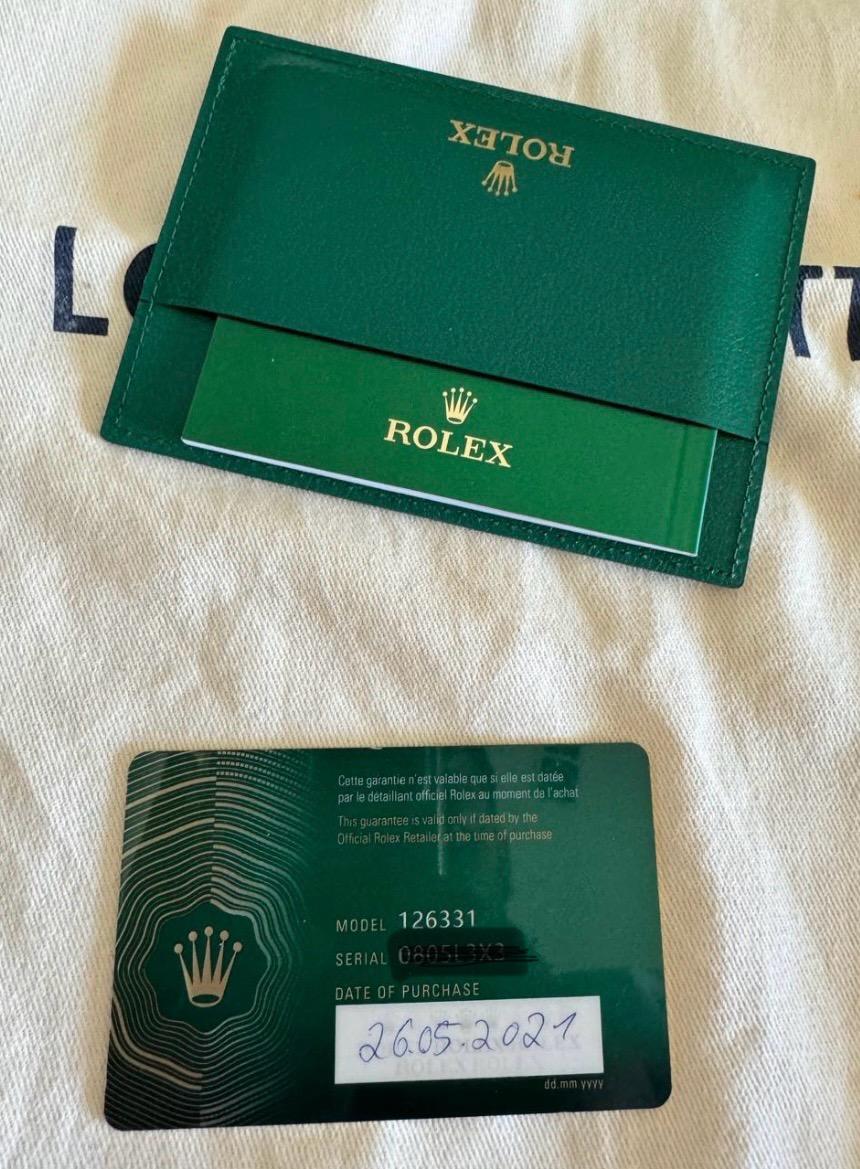 ROLEX
ROLEX
Cette garantie n'est valable que si elle est datée
par le détaillant officiel Rolex au moment de l'achat
This guarantee is valid only if dated by the
Official Rolex Retailer at the time of purchase
MODEL 126331
SERIAL
DATE OF PURCHASE
26.05.2021
dd.mm.yyyy